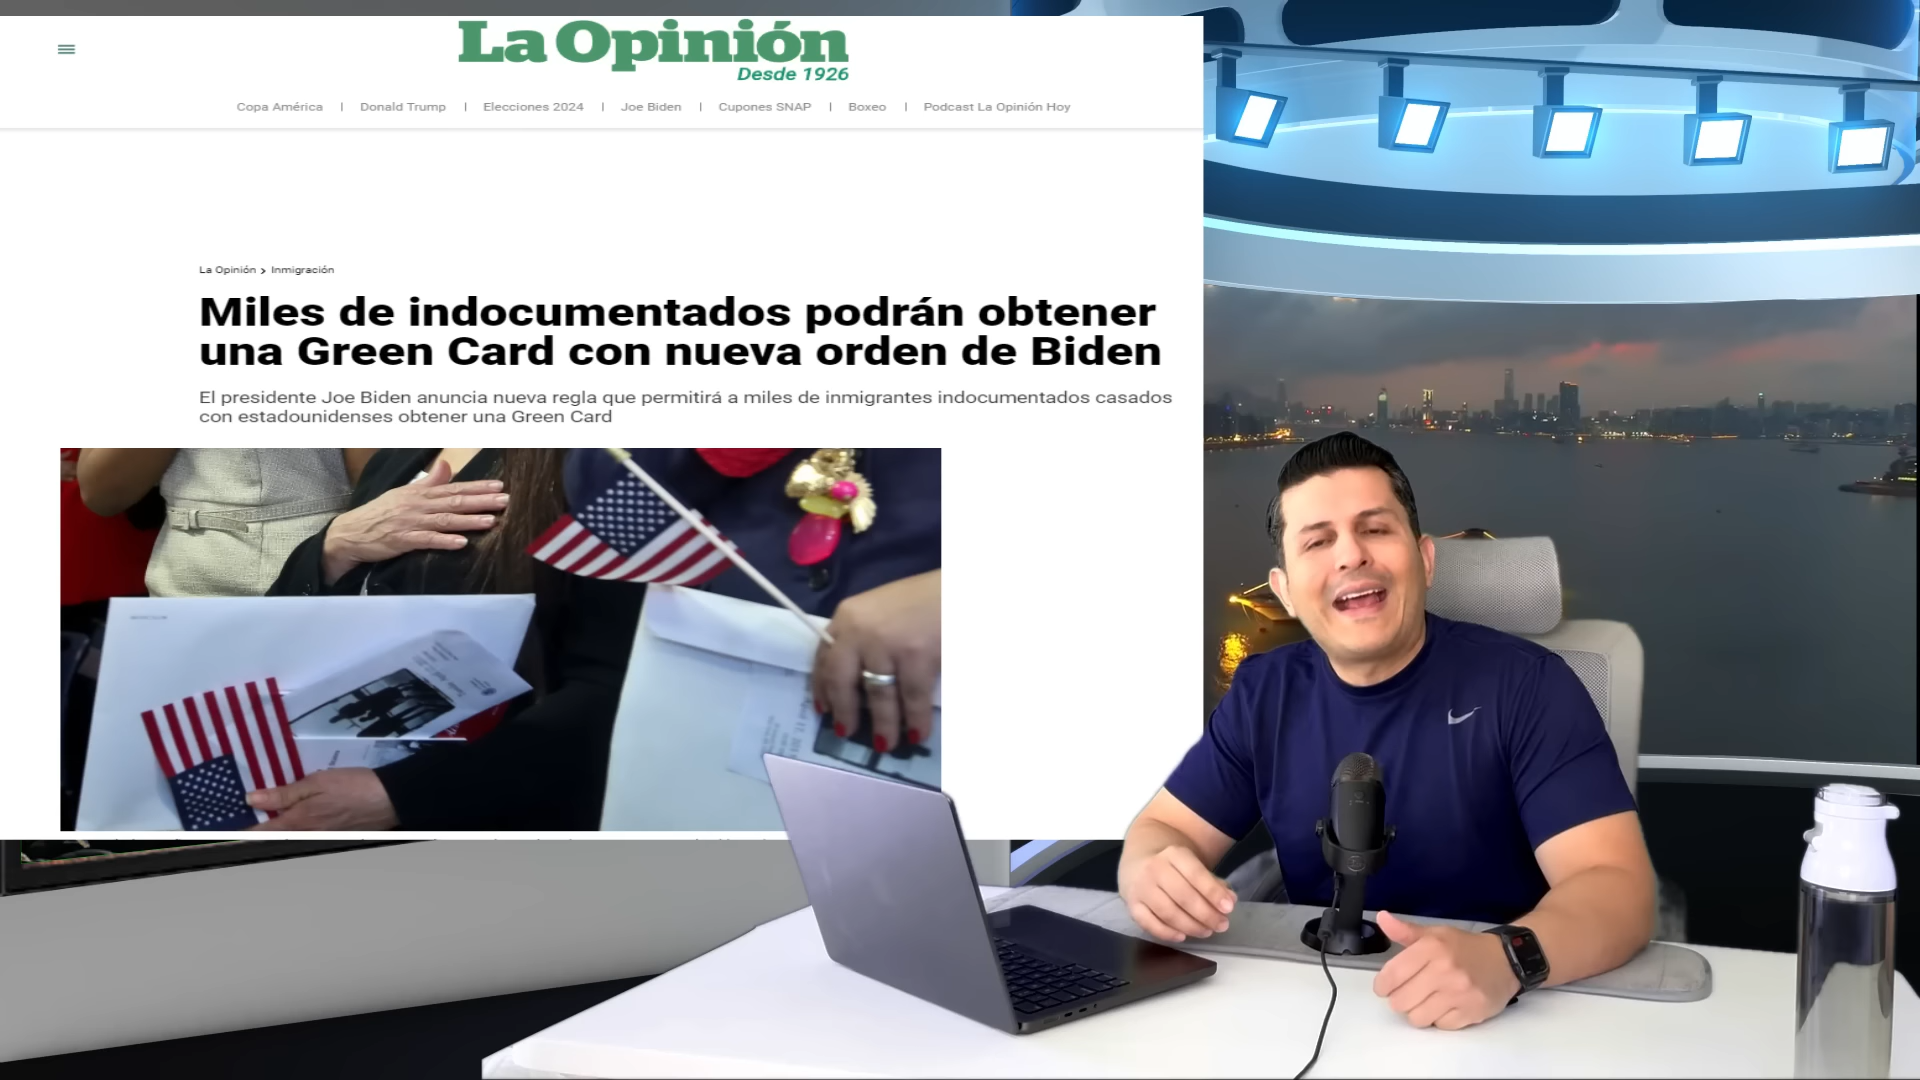 La Opinión
Desde 1926
Copa América | Donald Trump | Elecciones 2024 | Joe Biden | Cupones SNAP | Boxeo | Podcast La Opinión Hoy
La Opinión > Inmigración
Miles de indocumentados podrán obtener
una Green Card con nueva orden de Biden
El presidente Joe Biden anuncia nueva regla que permitirá a miles de inmigrantes indocumentados casados
con estadounidenses obtener una Green Card